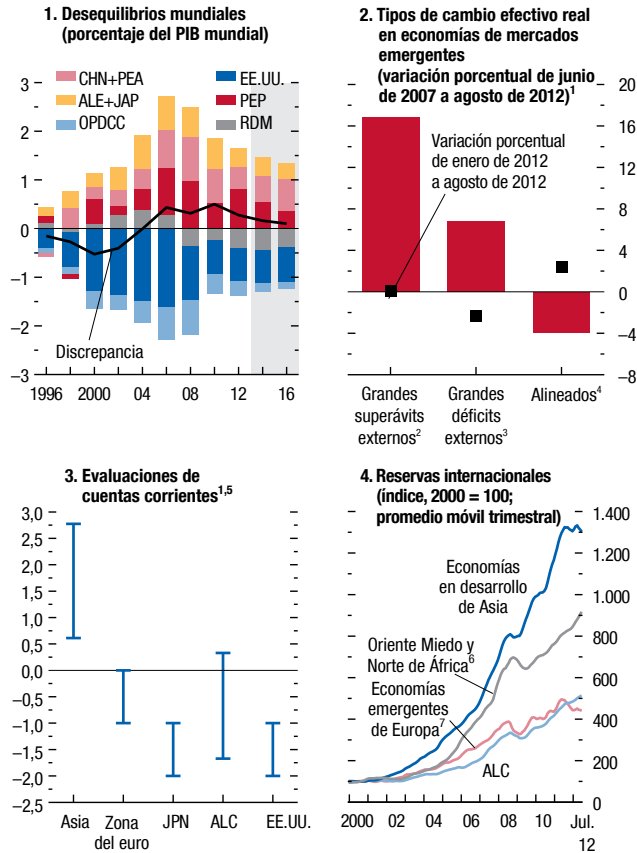 1. Desequilibrios mundiales
(porcentaje del PIB mundial)
CHN+PEA
EE.UU.
ALE+JAP
PEP
OPDCC
RDM
3
2
1
0
–1
–2
–3
Discrepancia
1996 2000 04 08 12 16
2. Tipos de cambio efectivo real
en economías de mercados
emergentes
(variación porcentual de junio
de 2007 a agosto de 2012)¹
20
16
12
8
4
0
–4
–8
Variación porcentual
de enero de 2012
a agosto de 2012
Grandes
superávits
externos²
Grandes
déficits
externos³
Alineados⁴
3. Evaluaciones de
cuentas corrientes¹,⁵
3,0
2,5
2,0
1,5
1,0
0,5
0,0
–0,5
–1,0
–1,5
–2,0
–2,5
Asia Zona JPN ALC EE.UU.
del euro
4. Reservas internacionales
(índice, 2000 = 100;
promedio móvil trimestral)
1.400
1.200
1.000
800
600
400
200
0
Economías
en desarrollo
de Asia
Oriente Miedo y
Norte de África⁶
Economías
emergentes
de Europa⁷
ALC
2000 02 04 06 08 10 Jul.
12